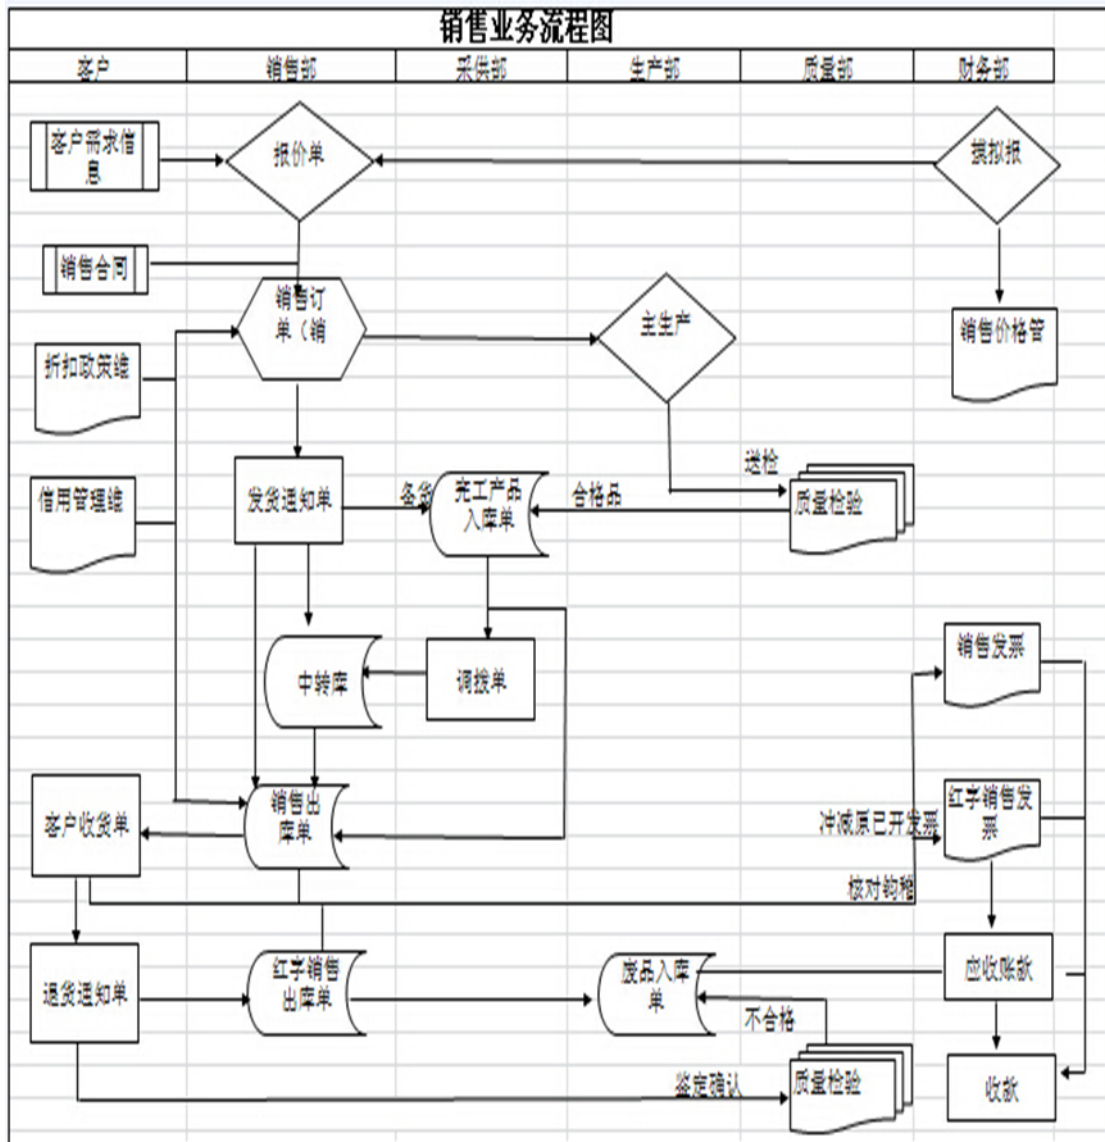 销售业务流程图
客户
销售部
采供部
生产部
质量部
财务部
客户需求信
息
报价单
模拟报
销售合同
销售订
单（销
主生产
销售价格管
折扣政策维
信用管理维
发货通知单
备货
完工产品
入库单
合格品
送检
质量检验
中转库
调拨单
销售发票
客户收货单
销售出
库单
冲减原已开发票
红字销售发
票
核对钩稽
退货通知单
红字销售
出库单
废品入库
单
应收账款
不合格
鉴定确认
质量检验
收款